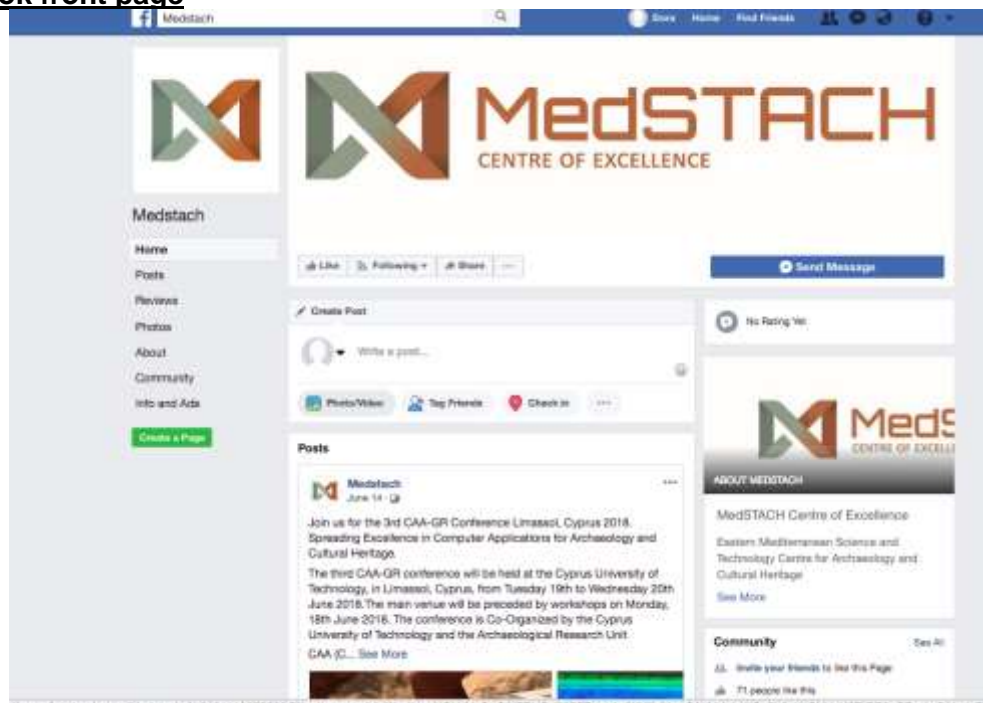 ok front page
Medstach
Home Find Friends
MedSTACH
CENTRE OF EXCELLENCE
Medstach
Home
Posts
Reviews
Photos
About
Community
Info and Ads
Create a Page
Like Following Share ...
Send Message
Create Post
Write a post...
Photo/Video Tag Friends Check in ...
Posts
Medstach
June 14
Join us for the 3rd CAA-GR Conference Limassol, Cyprus 2018.
Spreading Excellence in Computer Applications for Archaeology and
Cultural Heritage.
The third CAA-GR conference will be held at the Cyprus University of
Technology, in Limassol, Cyprus, from Tuesday 19th to Wednesday 20th
June 2018. The main venue will be preceded by workshops on Monday,
18th June 2018. The conference is Co-Organized by the Cyprus
University of Technology and the Archaeological Research Unit
CAA (C... See More
No Rating Yet
MedS
CENTRE OF EXCELL
ABOUT MEDSTACH
MedSTACH Centre of Excellence
Eastern Mediterranean Science and
Technology Centre for Archaeology and
Cultural Heritage
See More
Community See All
Invite your friends to like this Page
71 people like this